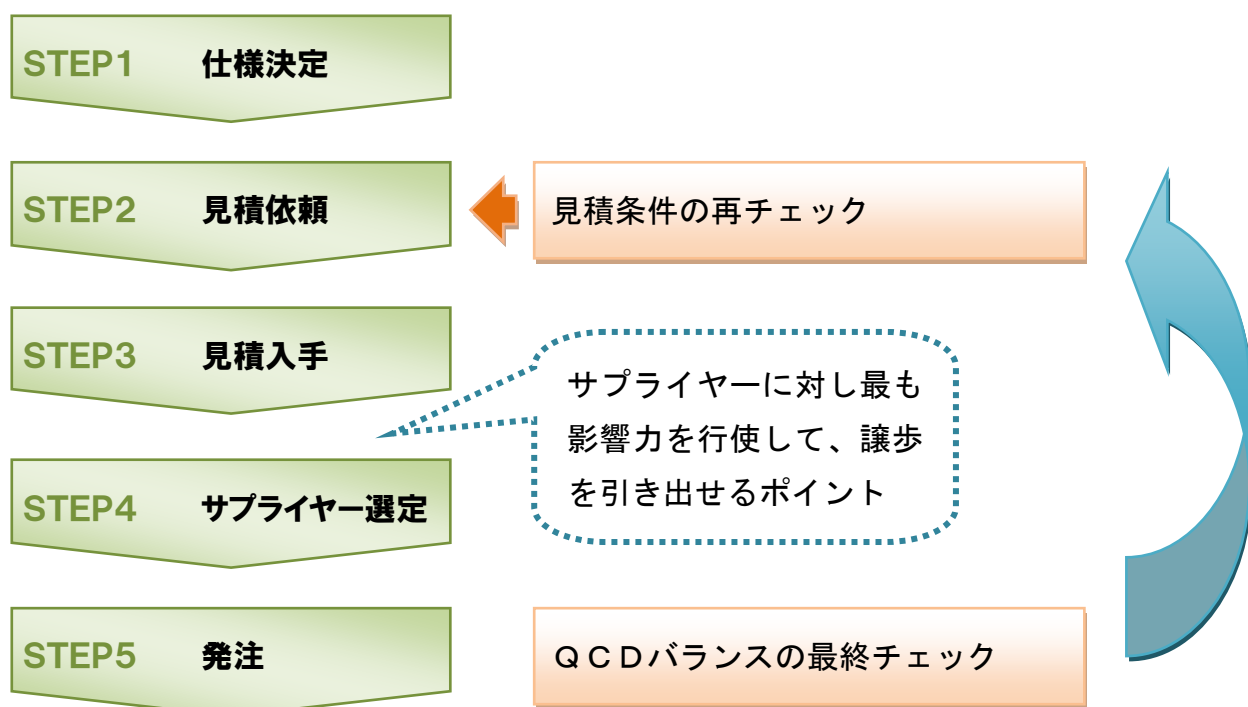 STEP1 仕様決定
STEP2 見積依頼
見積条件の再チェック
STEP3 見積入手
サプライヤーに対し最も
影響力を行使して、譲歩
を引き出せるポイント
STEP4 サプライヤー選定
STEP5 発注
ＱＣＤバランスの最終チェック